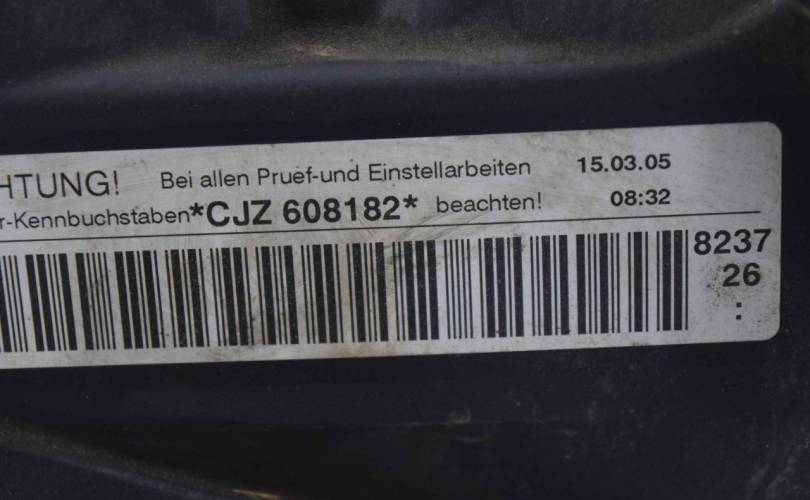 HTUNG! Bei allen Pruef-und Einstellarbeiten 15.03.05
r-Kennbuchstaben *CJZ 608182* beachten! 08:32
8237
26
: